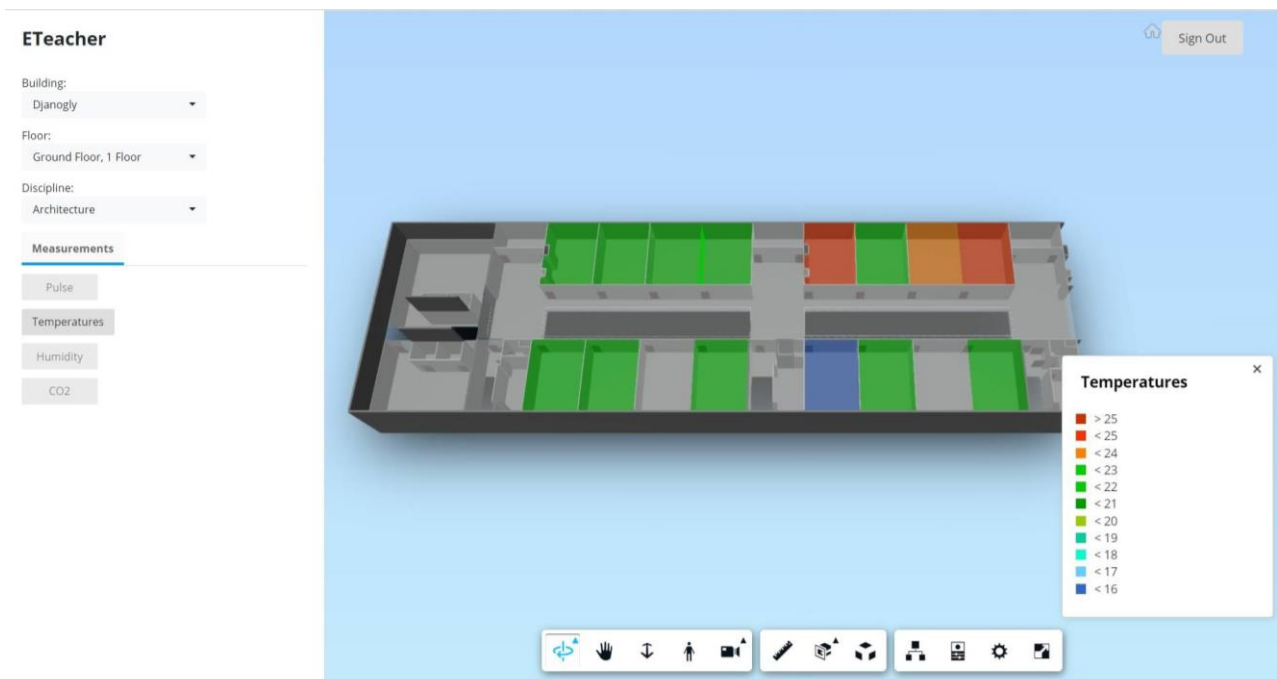 ETeacher
Sign Out
Building:
Djanogly
Floor:
Ground Floor, 1 Floor
Discipline:
Architecture
Measurements
Pulse
Temperatures
Humidity
CO2
Temperatures
> 25
< 25
< 24
< 23
< 22
< 21
< 20
< 19
< 18
< 17
< 16